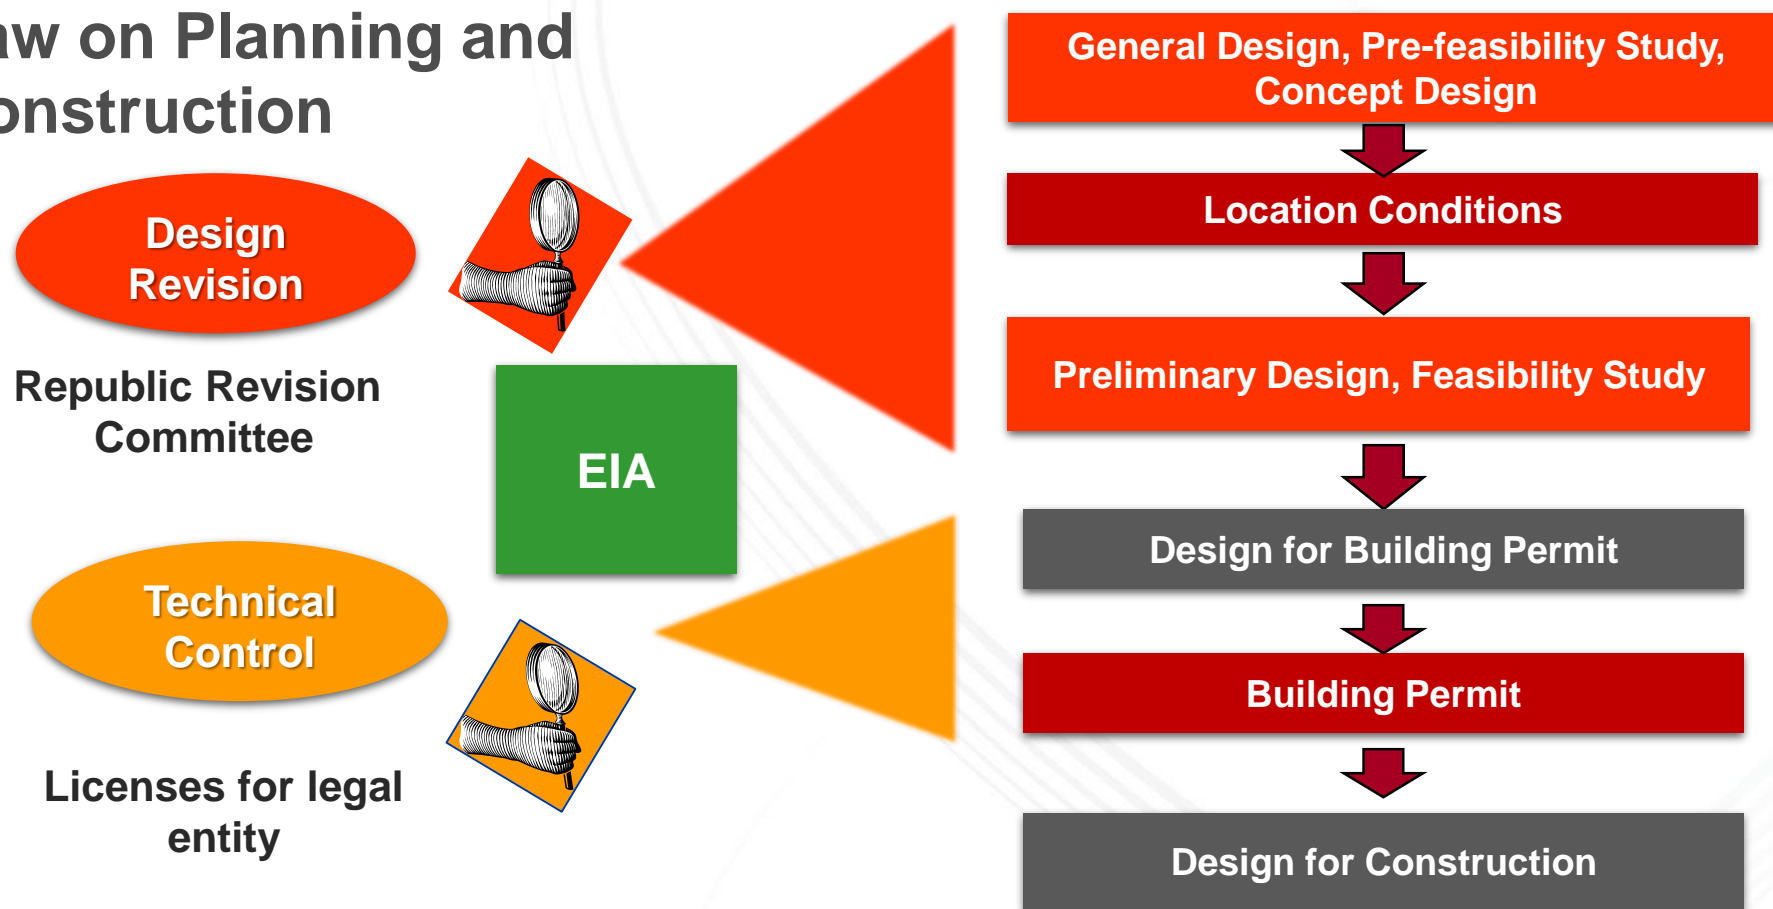 aw on Planning and
onstruction
Design
Revision
Republic Revision
Committee
EIA
Technical
Control
Licenses for legal
entity
General Design, Pre-feasibility Study,
Concept Design
Location Conditions
Preliminary Design, Feasibility Study
Design for Building Permit
Building Permit
Design for Construction